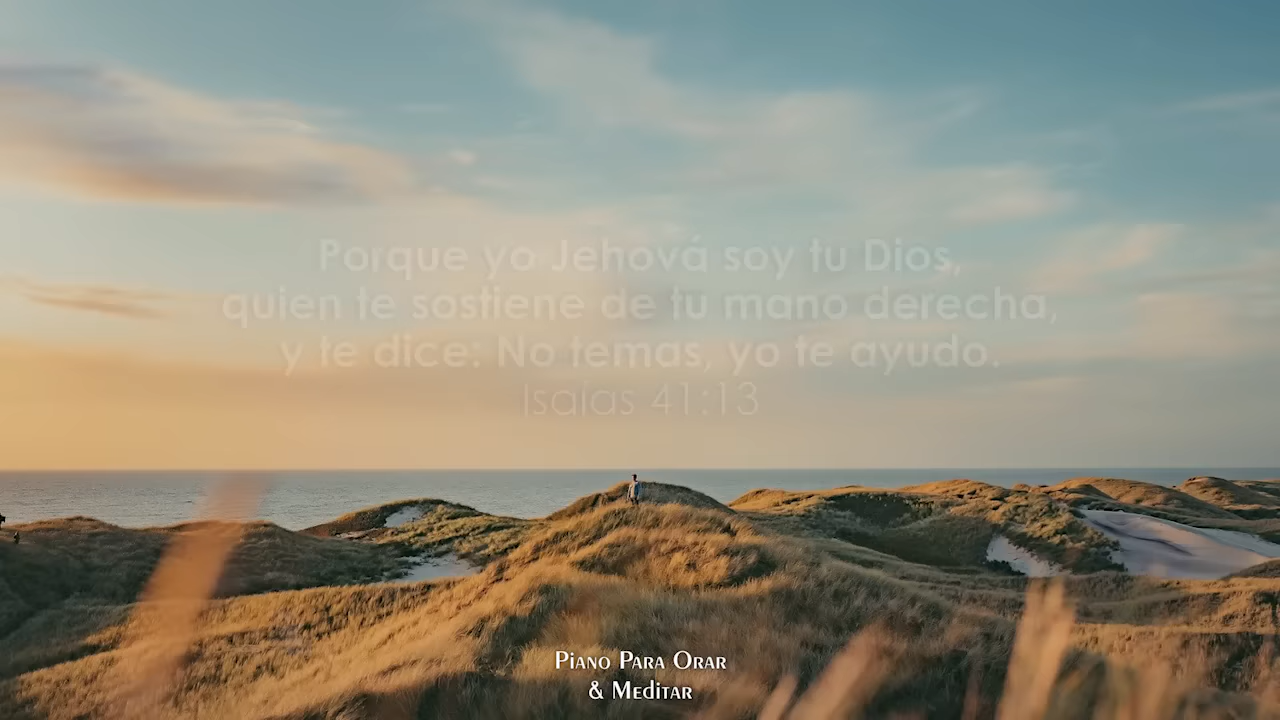 Porque yo Jehová soy tu Dios,
quien te sostiene de tu mano derecha,
y te dice: No temas, yo te ayudo.
Isaías 41:13
Piano Para Orar
& Meditar